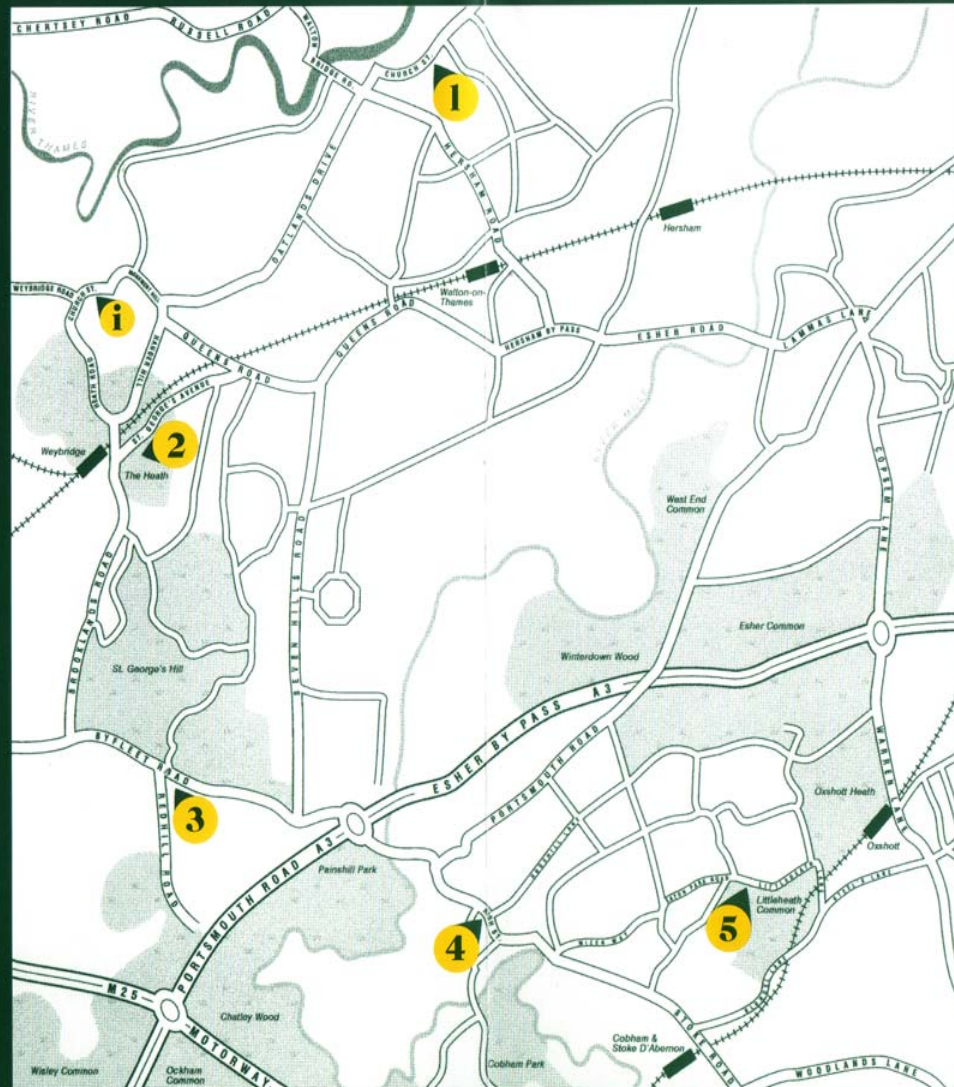 CHERTSEY ROAD
RUSSELL ROAD
WALTON
BRIDGE RD.
CHURCH ST.
1
RIVER
THAMES
OATLANDS DRIVE
HERSHAM ROAD
Hersham
Walton-on-
Thames
WEYBRIDGE ROAD
CHURCH ST.
MONUMENT HILL
i
HEATH ROAD
HANGER HILL
QUEENS ROAD
QUEENS ROAD
HERSHAM BY PASS
ESHER ROAD
LAMMAS LANE
ST. GEORGE'S AVENUE
2
Weybridge
The Heath
RIVER MOLE
COPSEM LANE
West End
Common
SEVEN HILLS ROAD
BROOKLANDS ROAD
Esher Common
Winterdown Wood
St. George's Hill
ESHER BY PASS A3
BYFLEET ROAD
REDHILL ROAD
3
PORTSMOUTH ROAD
WARREN LANE
Oxshott Heath
Oxshott
Painshill Park
PORTSMOUTH ROAD A3
4
HIGH ST.
5
Littleheath
Common
M25
MOTORWAY
Chatley Wood
Wisley Common
Ockham
Common
Cobham Park
Cobham &
Stoke D'Abernon
STOKE ROAD
WOODLANDS LANE